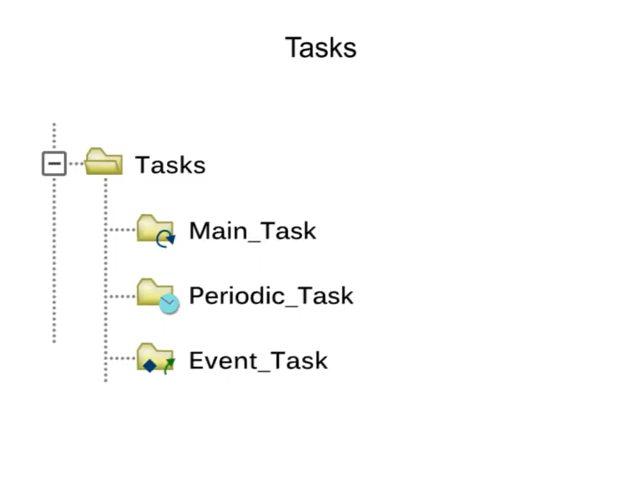 Tasks
Tasks
Main_Task
Periodic_Task
Event_Task